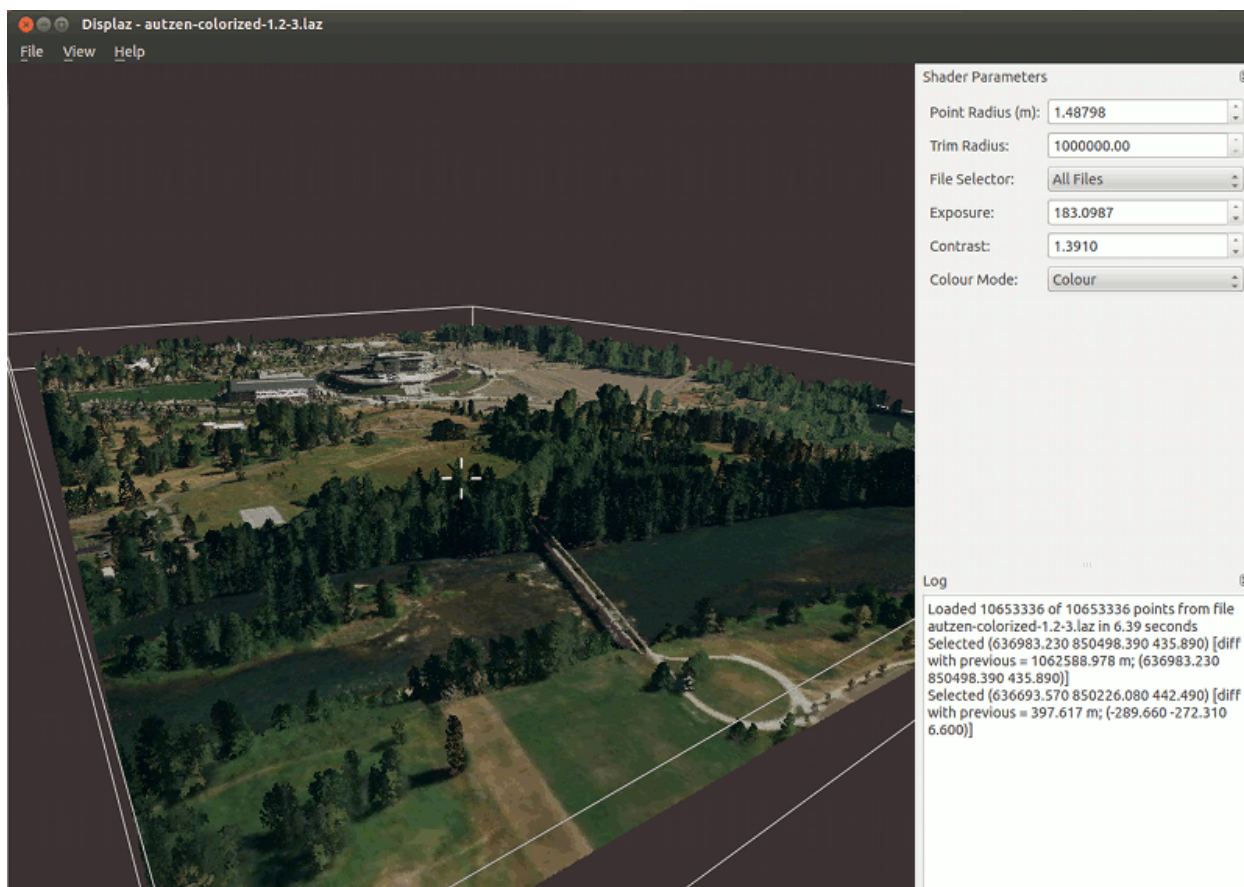 Displaz - autzen-colorized-1.2-3.laz
File View Help
Shader Parameters
Point Radius (m): 1.48798
Trim Radius: 1000000.00
File Selector: All Files
Exposure: 183.0987
Contrast: 1.3910
Colour Mode: Colour
Log
Loaded 10653336 of 10653336 points from file
autzen-colorized-1.2-3.laz in 6.39 seconds
Selected (636983.230 850498.390 435.890) [diff
with previous = 1062588.978 m; (636983.230
850498.390 435.890)]
Selected (636693.570 850226.080 442.490) [diff
with previous = 397.617 m; (-289.660 -272.310
6.600)]